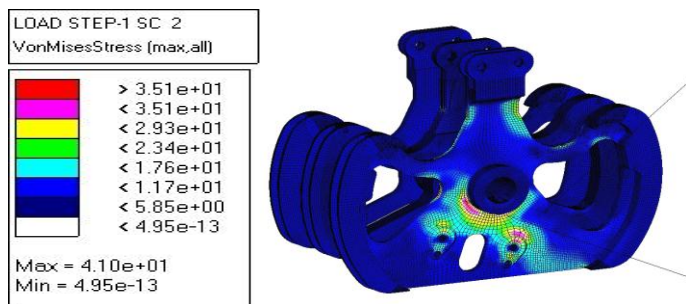 LOAD STEP-1 SC 2
VonMisesStress (max,all)
> 3.51e+01
< 3.51e+01
< 2.93e+01
< 2.34e+01
< 1.76e+01
< 1.17e+01
< 5.85e+00
< 4.95e-13
Max = 4.10e+01
Min = 4.95e-13